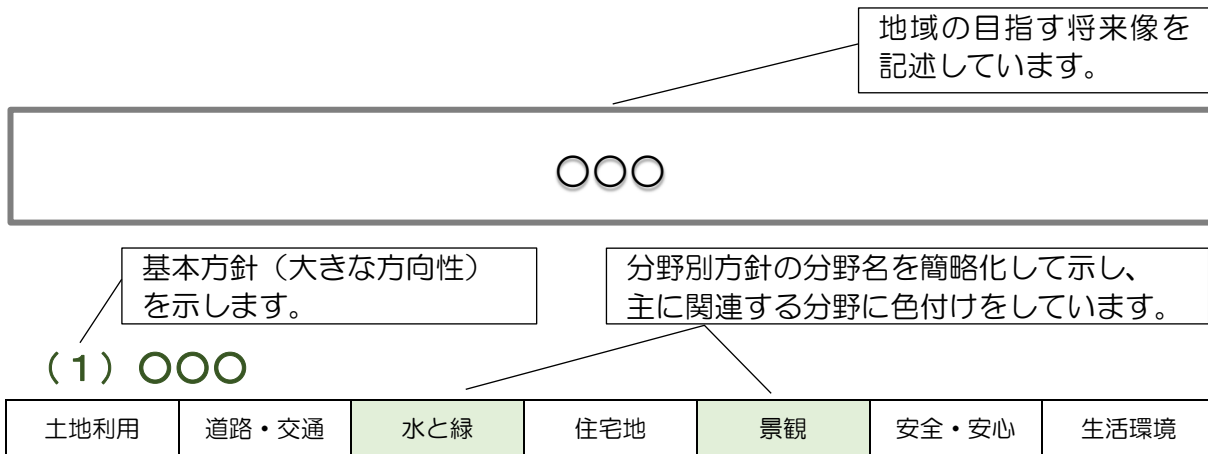 地域の目指す将来像を
記述しています。
〇〇〇
基本方針（大きな方向性）
を示します。
分野別方針の分野名を簡略化して示し、
主に関連する分野に色付けをしています。
（１）〇〇〇
土地利用 道路・交通 水と緑 住宅地 景観 安全・安心 生活環境